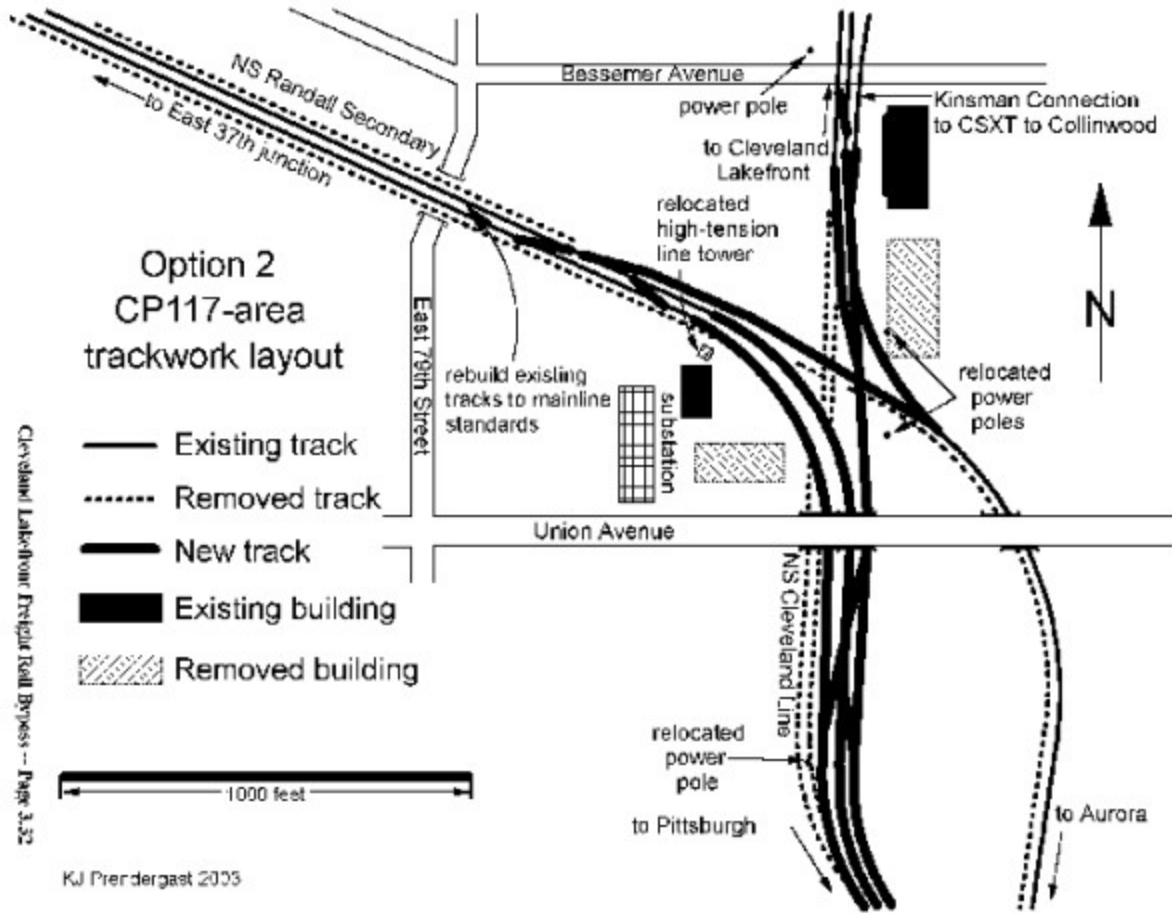 Bessemer Avenue
power pole
NS Randall Secondary
to East 37th junction
Kinsman Connection
to CSXT to Collinwood
to Cleveland
Lakefront
relocated
high-tension
line tower
N
Option 2
CP117-area
trackwork layout
East 79th Street
rebuild existing
tracks to mainline
standards
substation
relocated
power
poles
Existing track
Removed track
New track
Existing building
Removed building
Union Avenue
NS Cleveland Line
relocated
power
pole
1000 feet
to Pittsburgh
to Aurora
Cleveland Lakefront Freight Rail Bypass -- Page 3.32
KJ Prendergast